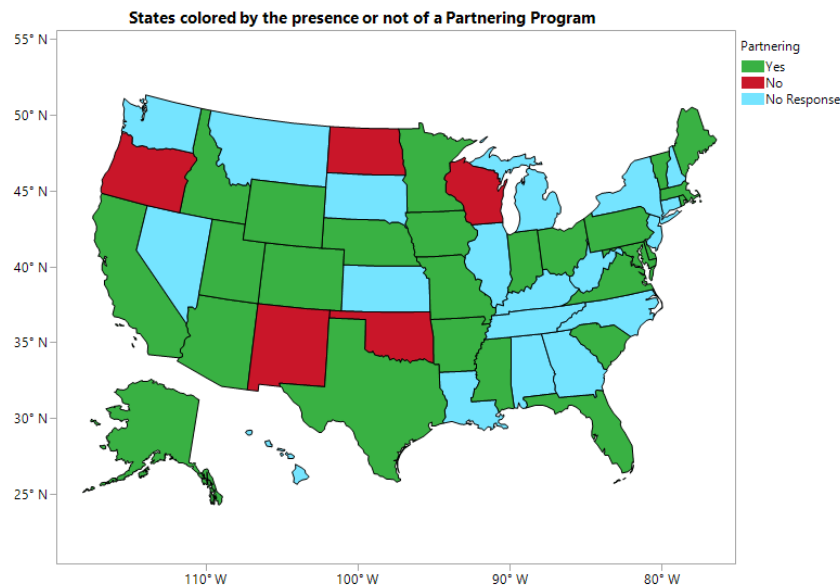 States colored by the presence or not of a Partnering Program
55° N
50° N
45° N
40° N
35° N
30° N
25° N
110° W
100° W
90° W
80° W
Partnering
Yes
No
No Response